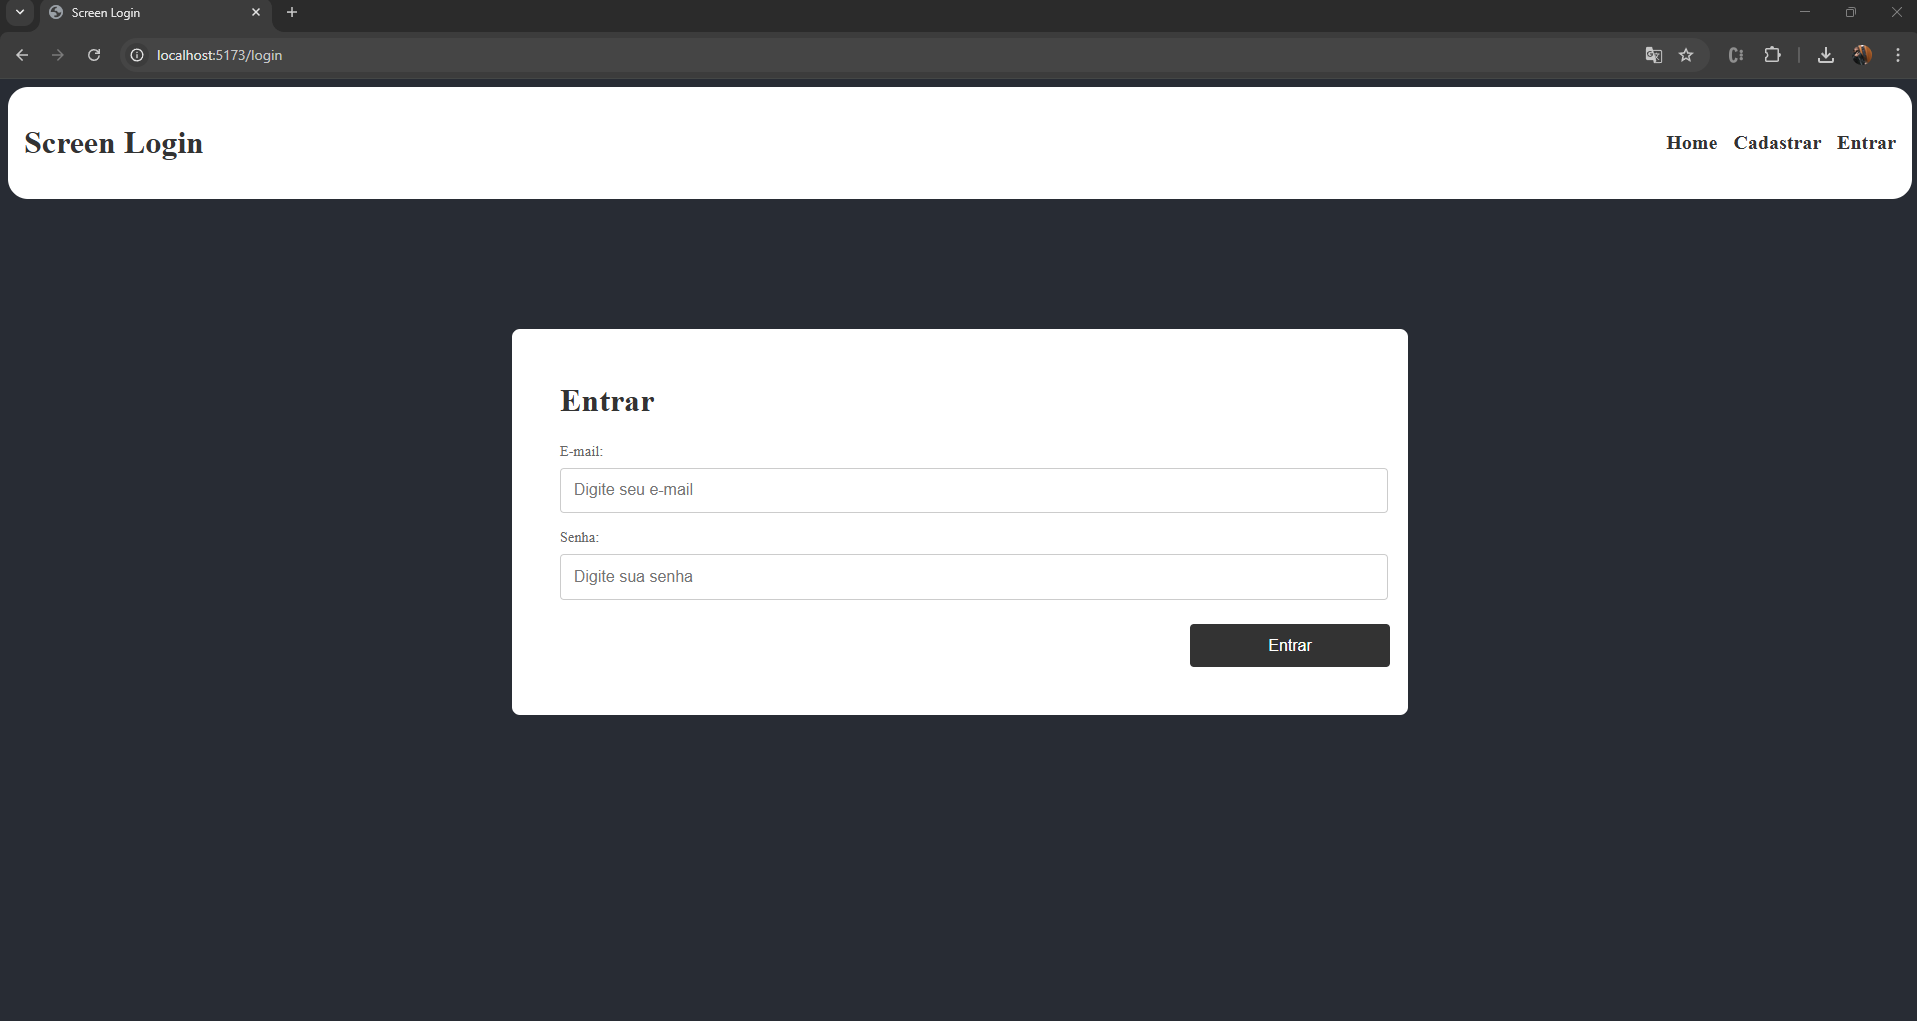 Screen Login
localhost:5173/login
Screen Login
Home Cadastrar Entrar
Entrar
E-mail:
Digite seu e-mail
Senha:
Digite sua senha
Entrar